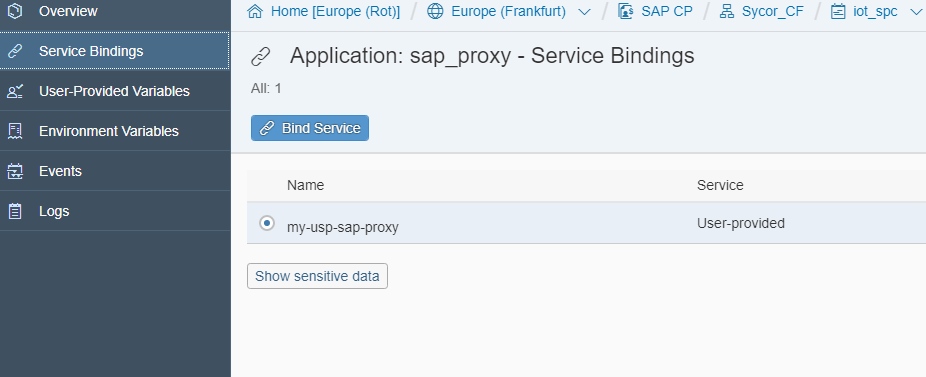 Overview
Service Bindings
User-Provided Variables
Environment Variables
Events
Logs
Home [Europe (Rot)] / Europe (Frankfurt) / SAP CP / Sycor_CF / iot_spc
Application: sap_proxy - Service Bindings
All: 1
Bind Service
Name Service
my-usp-sap-proxy User-provided
Show sensitive data